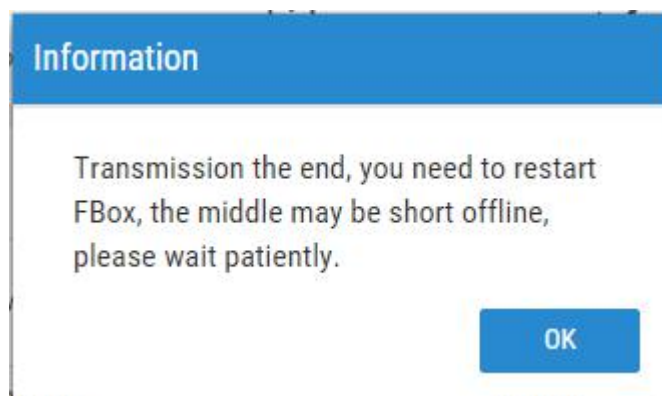 Information
Transmission the end, you need to restart
FBox, the middle may be short offline,
please wait patiently.
OK